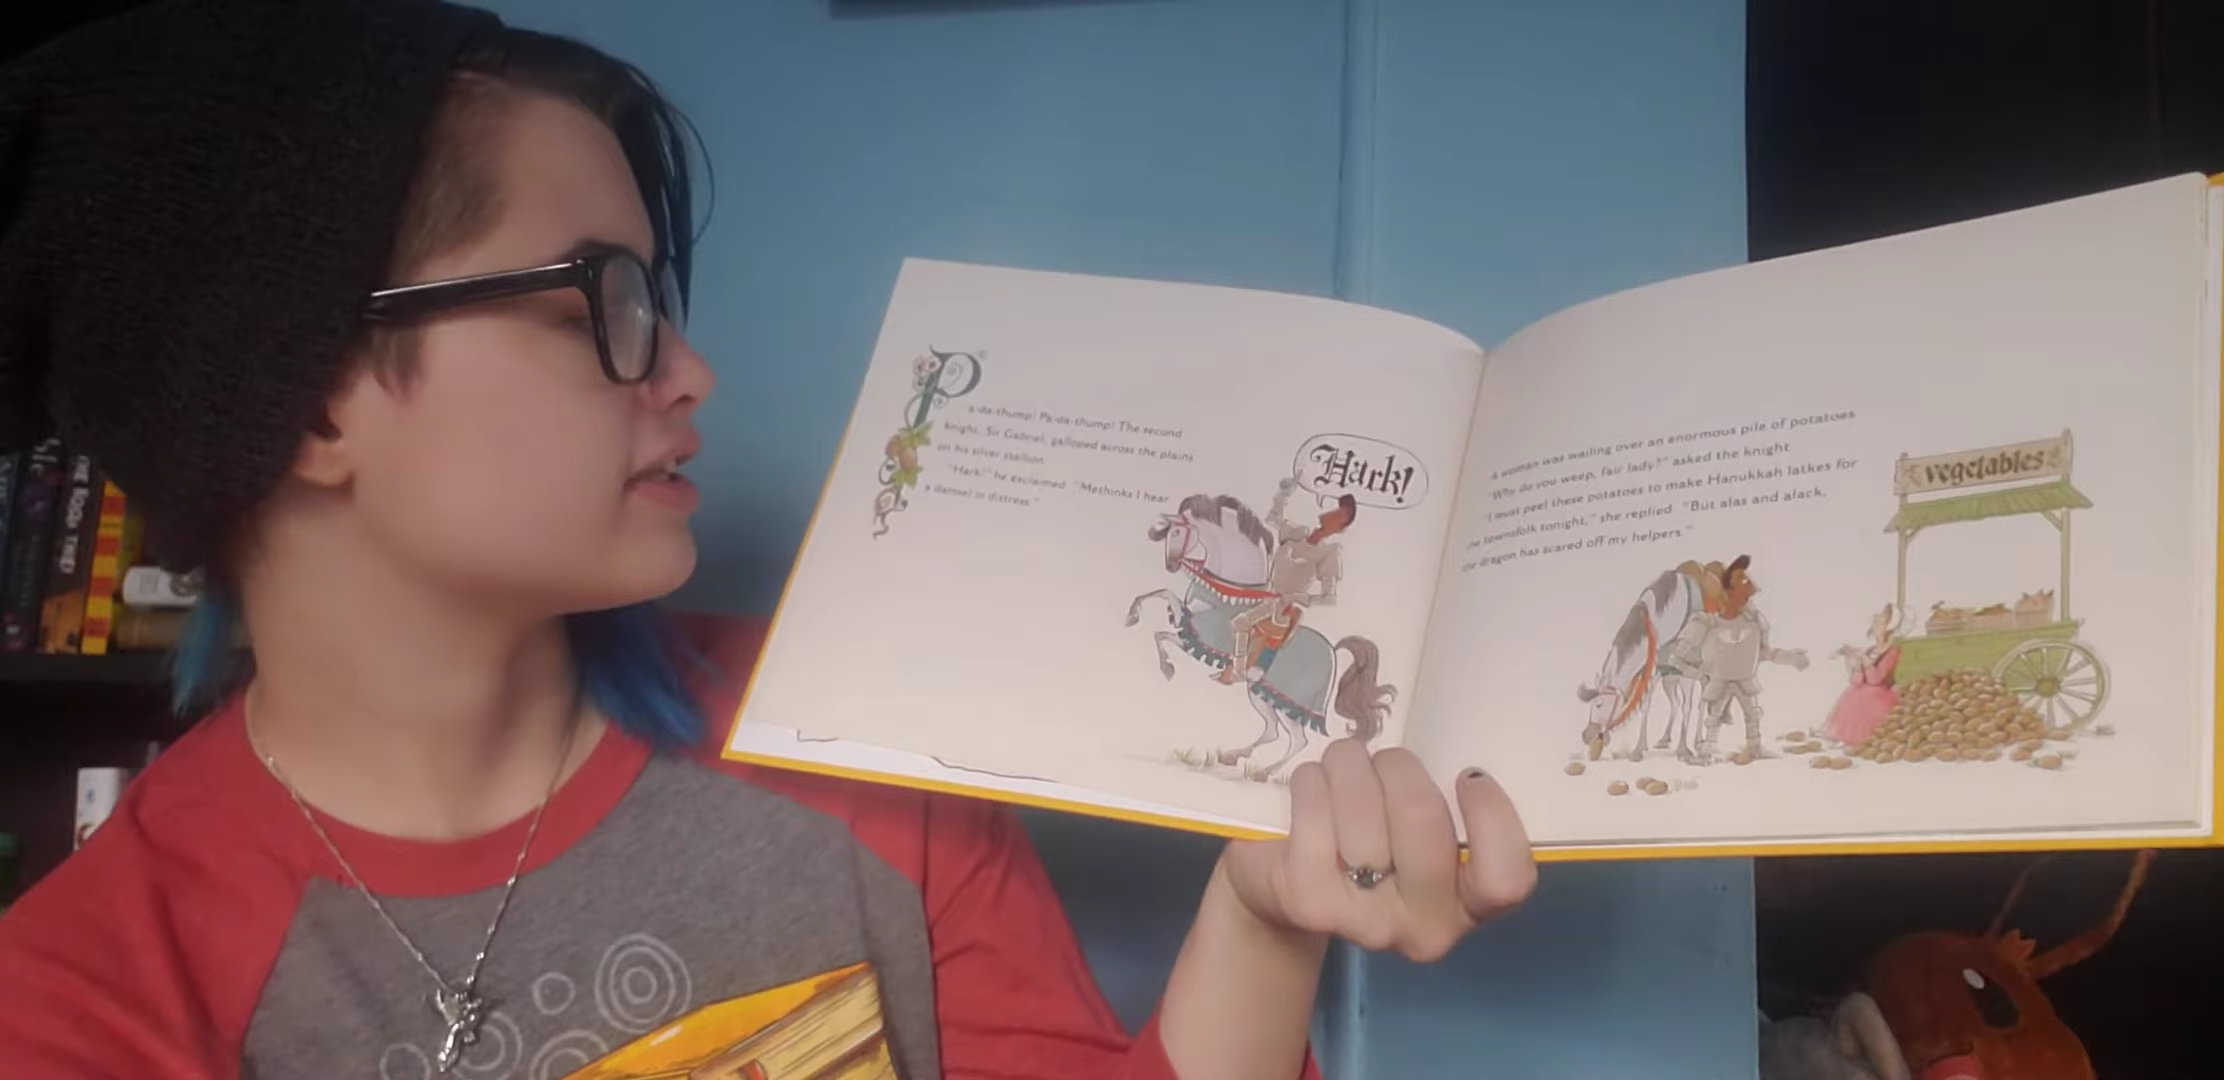 Pa-da-thump! Pa-da-thump! The second
knight, Sir Gabriel, galloped across the plains
on his silver stallion.
"Hark!" he exclaimed. "Methinks I hear
a damsel in distress."
Hark!
A woman was wailing over an enormous pile of potatoes
"Why do you weep, fair lady?" asked the knight.
"I must peel these potatoes to make Hanukkah latkes for
the townsfolk tonight," she replied. "But alas and alack,
the dragon has scared off my helpers."
vegetables
THE BOOK THIEF